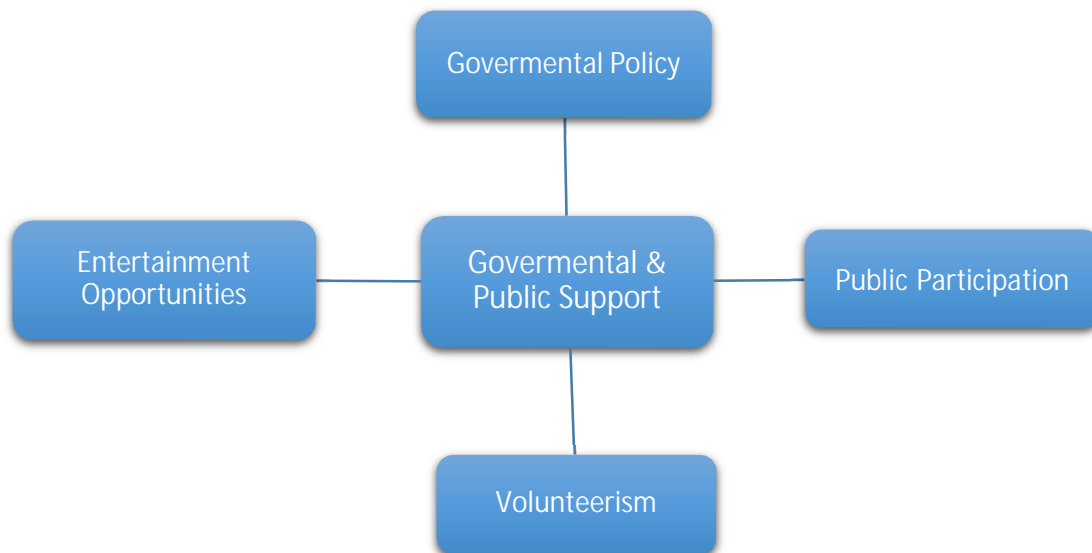 Govermental Policy
Entertainment
Opportunities
Govermental &
Public Support
Public Participation
Volunteerism